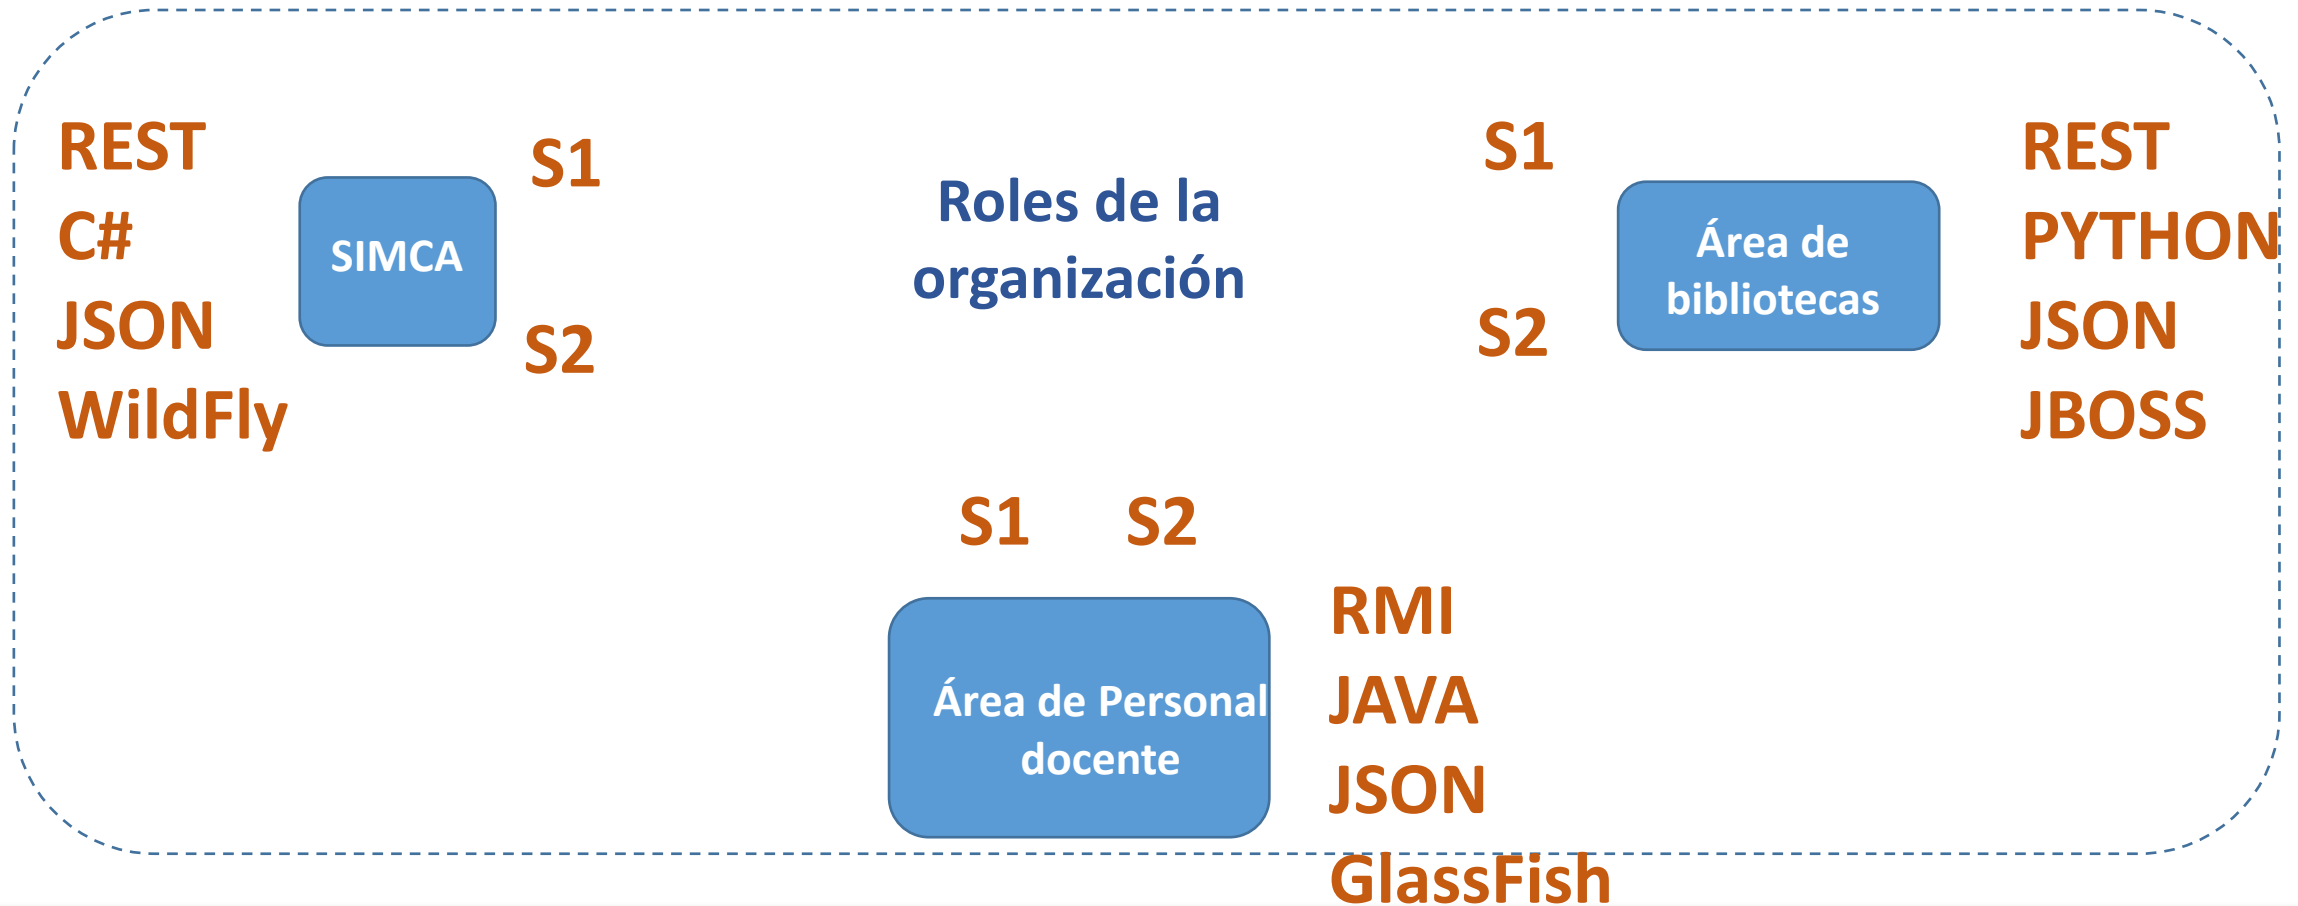 REST
C#
JSON
WildFly
SIMCA
S1
S2
Roles de la
organización
S1
S2
Área de
bibliotecas
REST
PYTHON
JSON
JBOSS
S1 S2
Área de Personal
docente
RMI
JAVA
JSON
GlassFish